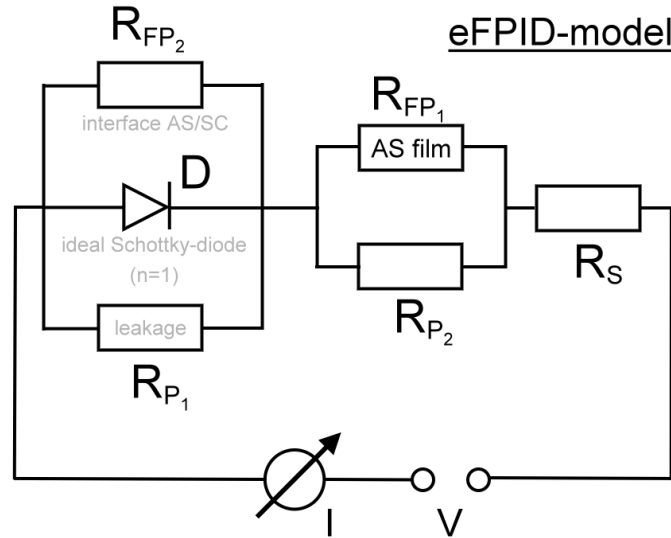 eFPID-model
R_FP₂
interface AS/SC
R_FP₁
AS film
D
ideal Schottky-diode
(n=1)
R_S
R_P₂
leakage
R_P₁
I
V